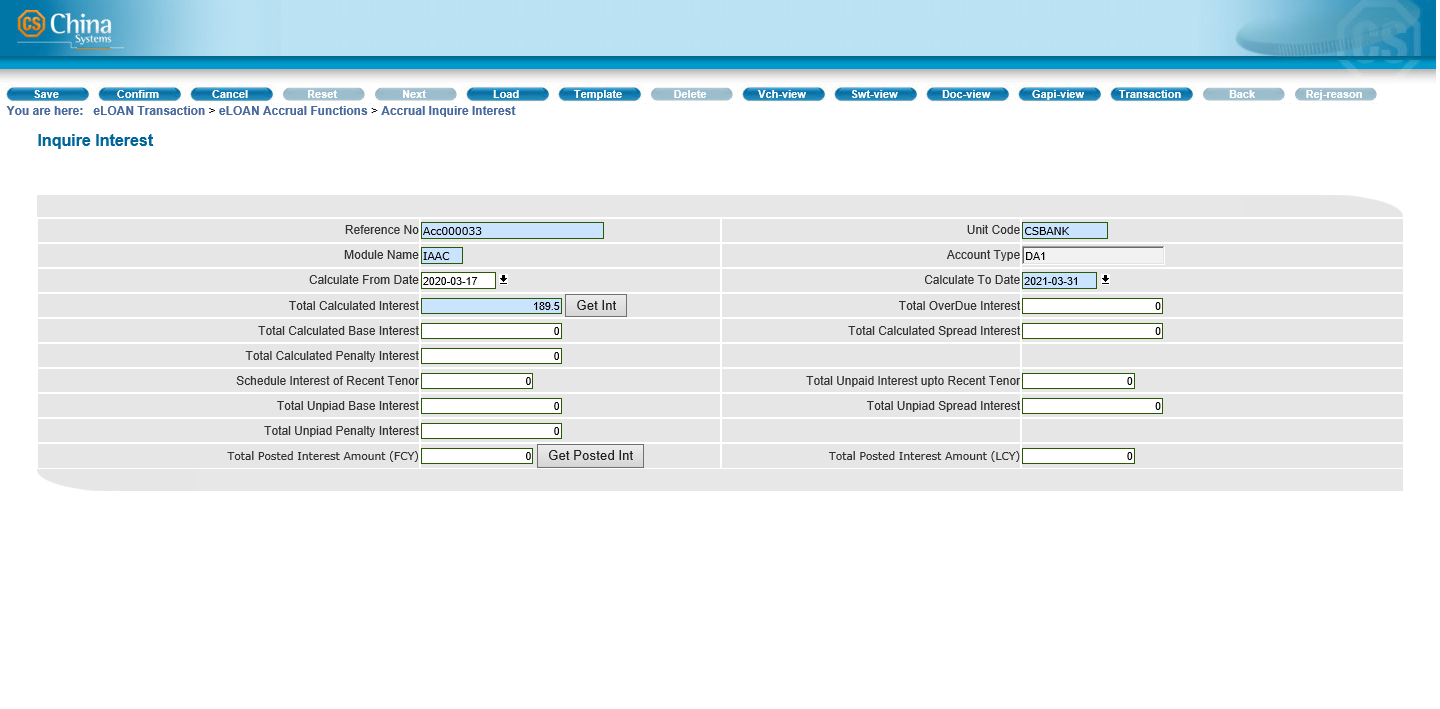 CS China
Systems
CS
Save Confirm Cancel Reset Next Load Template Delete Vch-view Swt-view Doc-view Gapi-view Transaction Back Rej-reason
You are here: eLOAN Transaction > eLOAN Accrual Functions > Accrual Inquire Interest
Inquire Interest
Reference No Acc000033 Unit Code CSBANK
Module Name IAAC Account Type DA1
Calculate From Date 2020-03-17 Calculate To Date 2021-03-31
Total Calculated Interest 189.5 Get Int Total OverDue Interest 0
Total Calculated Base Interest 0 Total Calculated Spread Interest 0
Total Calculated Penalty Interest 0
Schedule Interest of Recent Tenor 0 Total Unpaid Interest upto Recent Tenor 0
Total Unpiad Base Interest 0 Total Unpiad Spread Interest 0
Total Unpiad Penalty Interest 0
Total Posted Interest Amount (FCY) 0 Get Posted Int Total Posted Interest Amount (LCY) 0